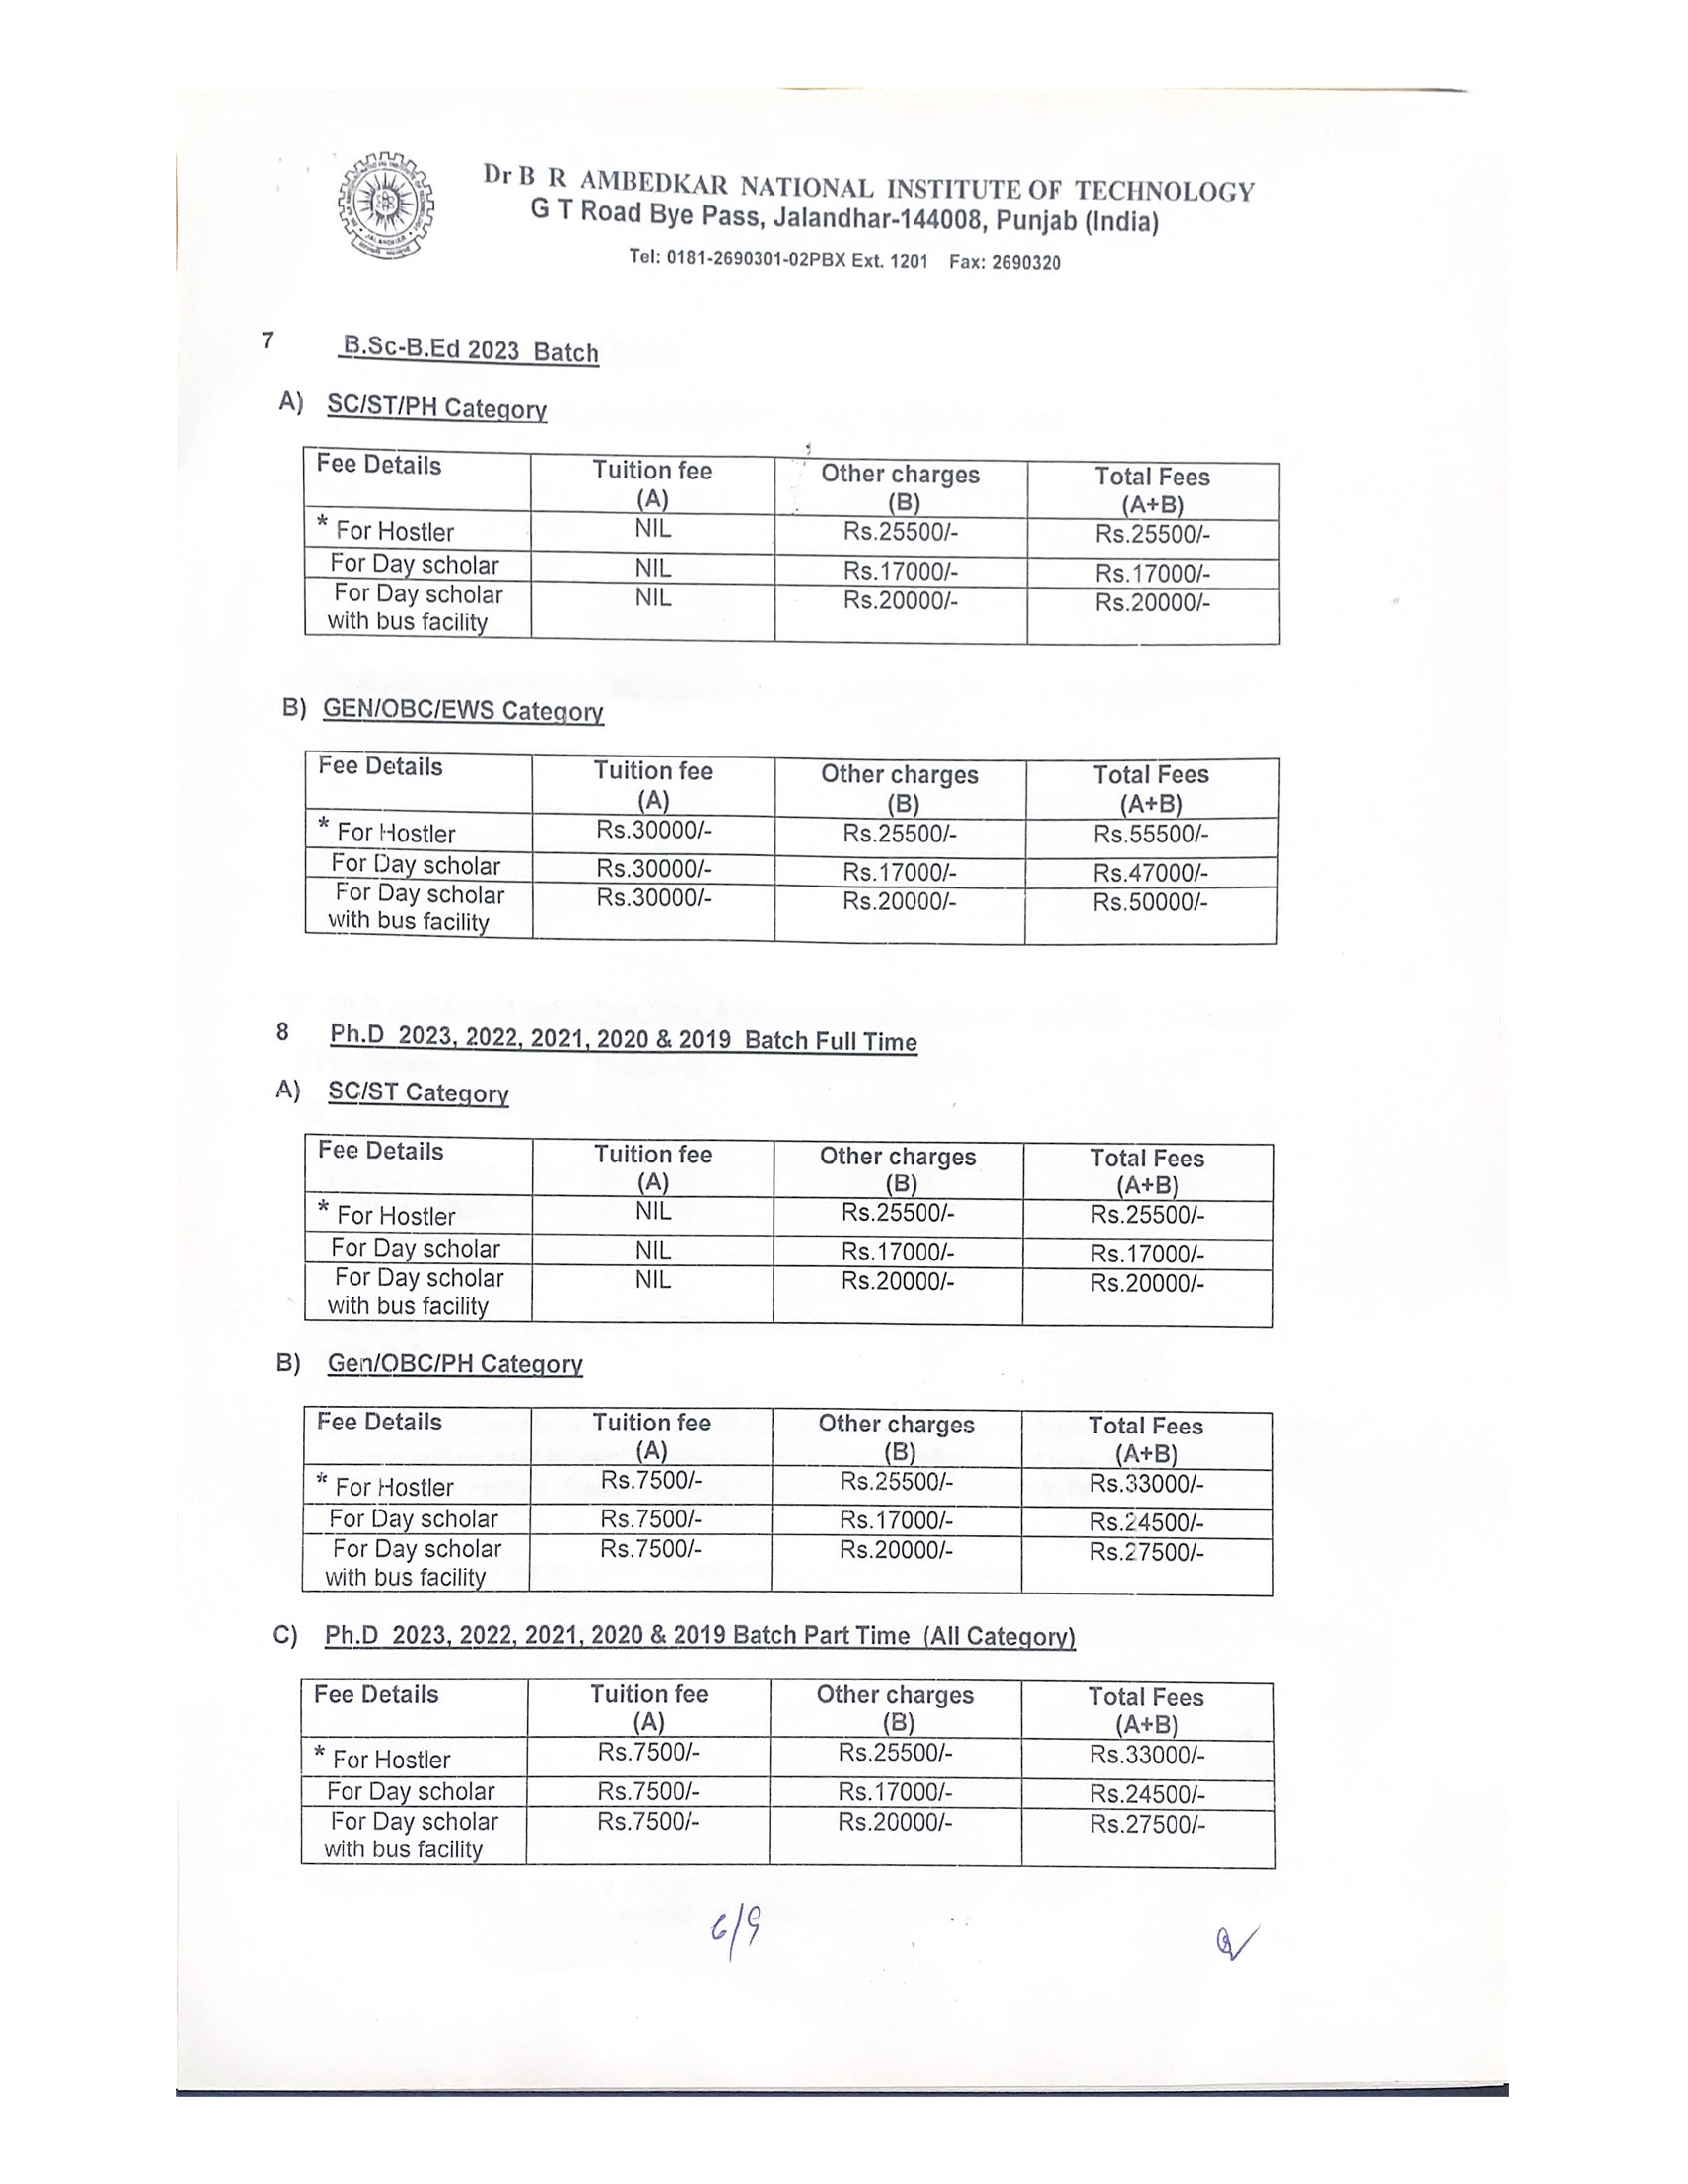 Dr B R AMBEDKAR NATIONAL INSTITUTE OF TECHNOLOGY
G T Road Bye Pass, Jalandhar-144008, Punjab (India)
Tel: 0181-2690301-02PBX Ext. 1201 Fax: 2690320
7 B.Sc-B.Ed 2023 Batch
A) SC/ST/PH Category
Fee Details Tuition fee Other charges Total Fees
(A) (B) (A+B)
* For Hostler NIL Rs.25500/- Rs.25500/-
For Day scholar NIL Rs.17000/- Rs.17000/-
For Day scholar NIL Rs.20000/- Rs.20000/-
with bus facility
B) GEN/OBC/EWS Category
Fee Details Tuition fee Other charges Total Fees
(A) (B) (A+B)
* For Hostler Rs.30000/- Rs.25500/- Rs.55500/-
For Day scholar Rs.30000/- Rs.17000/- Rs.47000/-
For Day scholar Rs.30000/- Rs.20000/- Rs.50000/-
with bus facility
8 Ph.D 2023, 2022, 2021, 2020 & 2019 Batch Full Time
A) SC/ST Category
Fee Details Tuition fee Other charges Total Fees
(A) (B) (A+B)
* For Hostler NIL Rs.25500/- Rs.25500/-
For Day scholar NIL Rs.17000/- Rs.17000/-
For Day scholar NIL Rs.20000/- Rs.20000/-
with bus facility
B) Gen/OBC/PH Category
Fee Details Tuition fee Other charges Total Fees
(A) (B) (A+B)
* For Hostler Rs.7500/- Rs.25500/- Rs.33000/-
For Day scholar Rs.7500/- Rs.17000/- Rs.24500/-
For Day scholar Rs.7500/- Rs.20000/- Rs.27500/-
with bus facility
C) Ph.D 2023, 2022, 2021, 2020 & 2019 Batch Part Time (All Category)
Fee Details Tuition fee Other charges Total Fees
(A) (B) (A+B)
* For Hostler Rs.7500/- Rs.25500/- Rs.33000/-
For Day scholar Rs.7500/- Rs.17000/- Rs.24500/-
For Day scholar Rs.7500/- Rs.20000/- Rs.27500/-
with bus facility
6/9